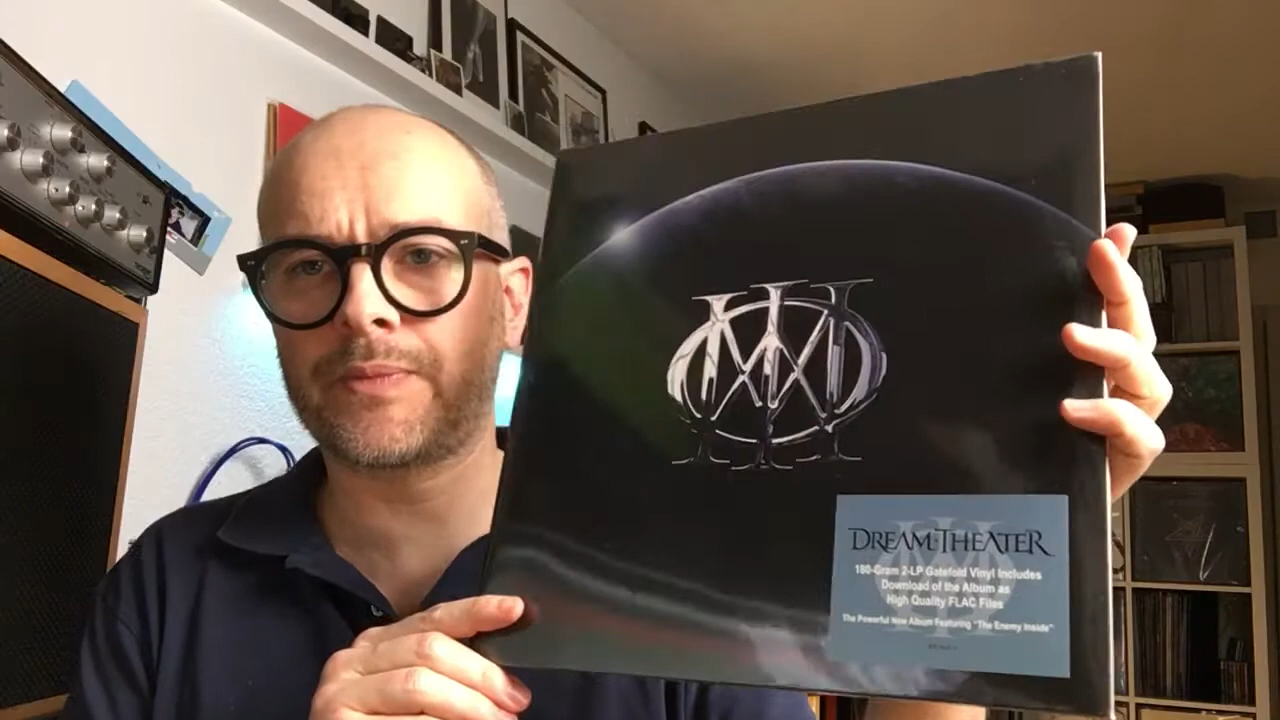 DREAM THEATER
180-Gram 2-LP Gatefold Vinyl Includes
Download of the Album as
High Quality FLAC Files
The Powerful New Album Featuring "The Enemy Inside"